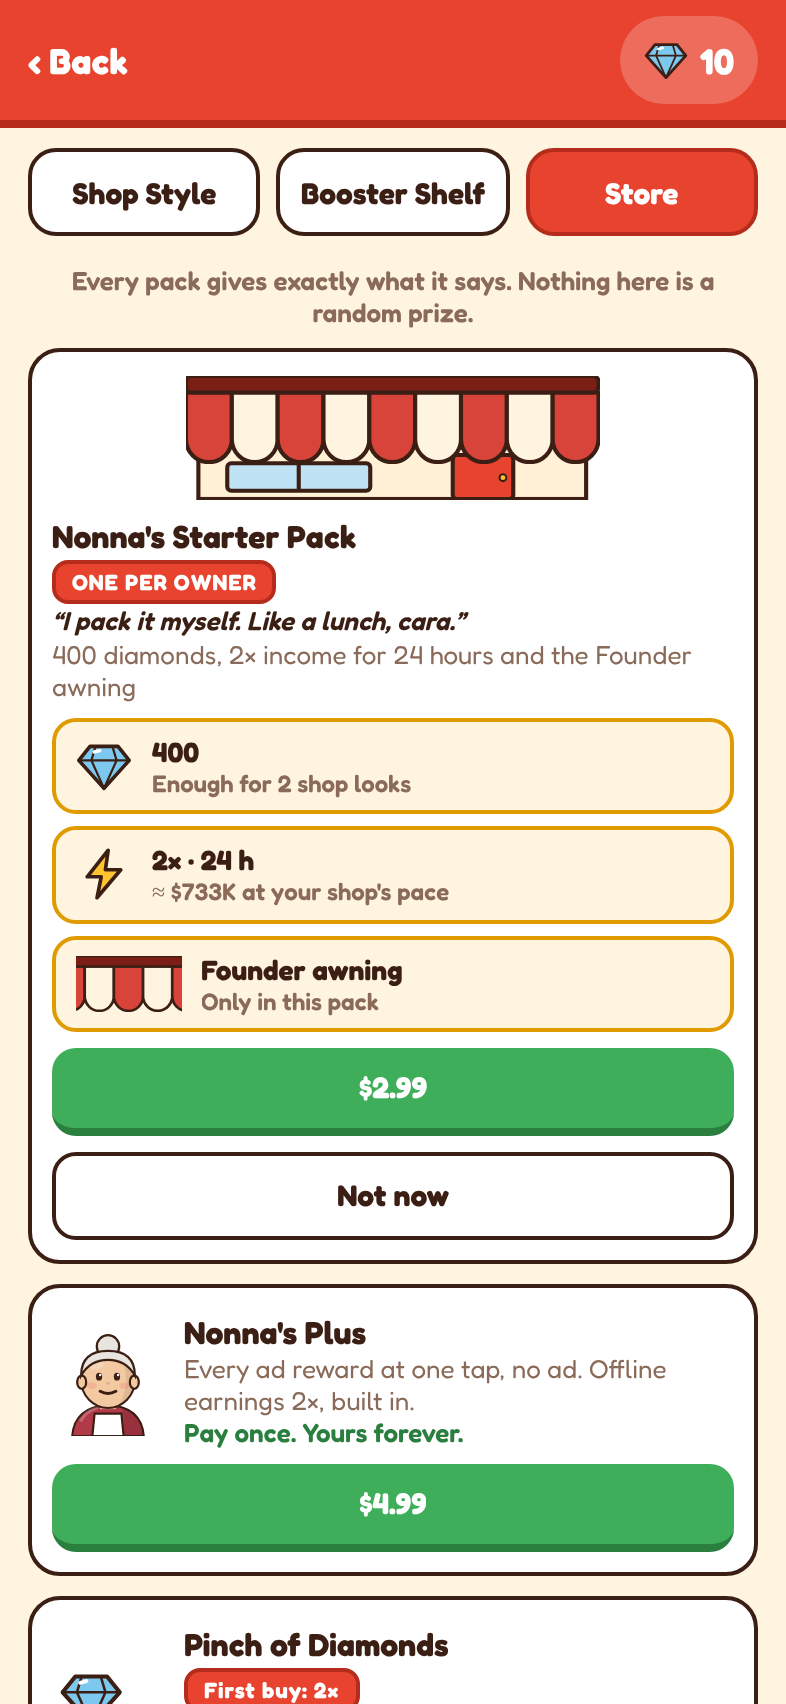 ‹ Back
10
Shop Style
Booster Shelf
Store
Every pack gives exactly what it says. Nothing here is a
random prize.
Nonna's Starter Pack
ONE PER OWNER
“I pack it myself. Like a lunch, cara.”
400 diamonds, 2× income for 24 hours and the Founder
awning
400
Enough for 2 shop looks
2× · 24 h
≈ $733K at your shop's pace
Founder awning
Only in this pack
$2.99
Not now
Nonna's Plus
Every ad reward at one tap, no ad. Offline
earnings 2×, built in.
Pay once. Yours forever.
$4.99
Pinch of Diamonds
First buy: 2×